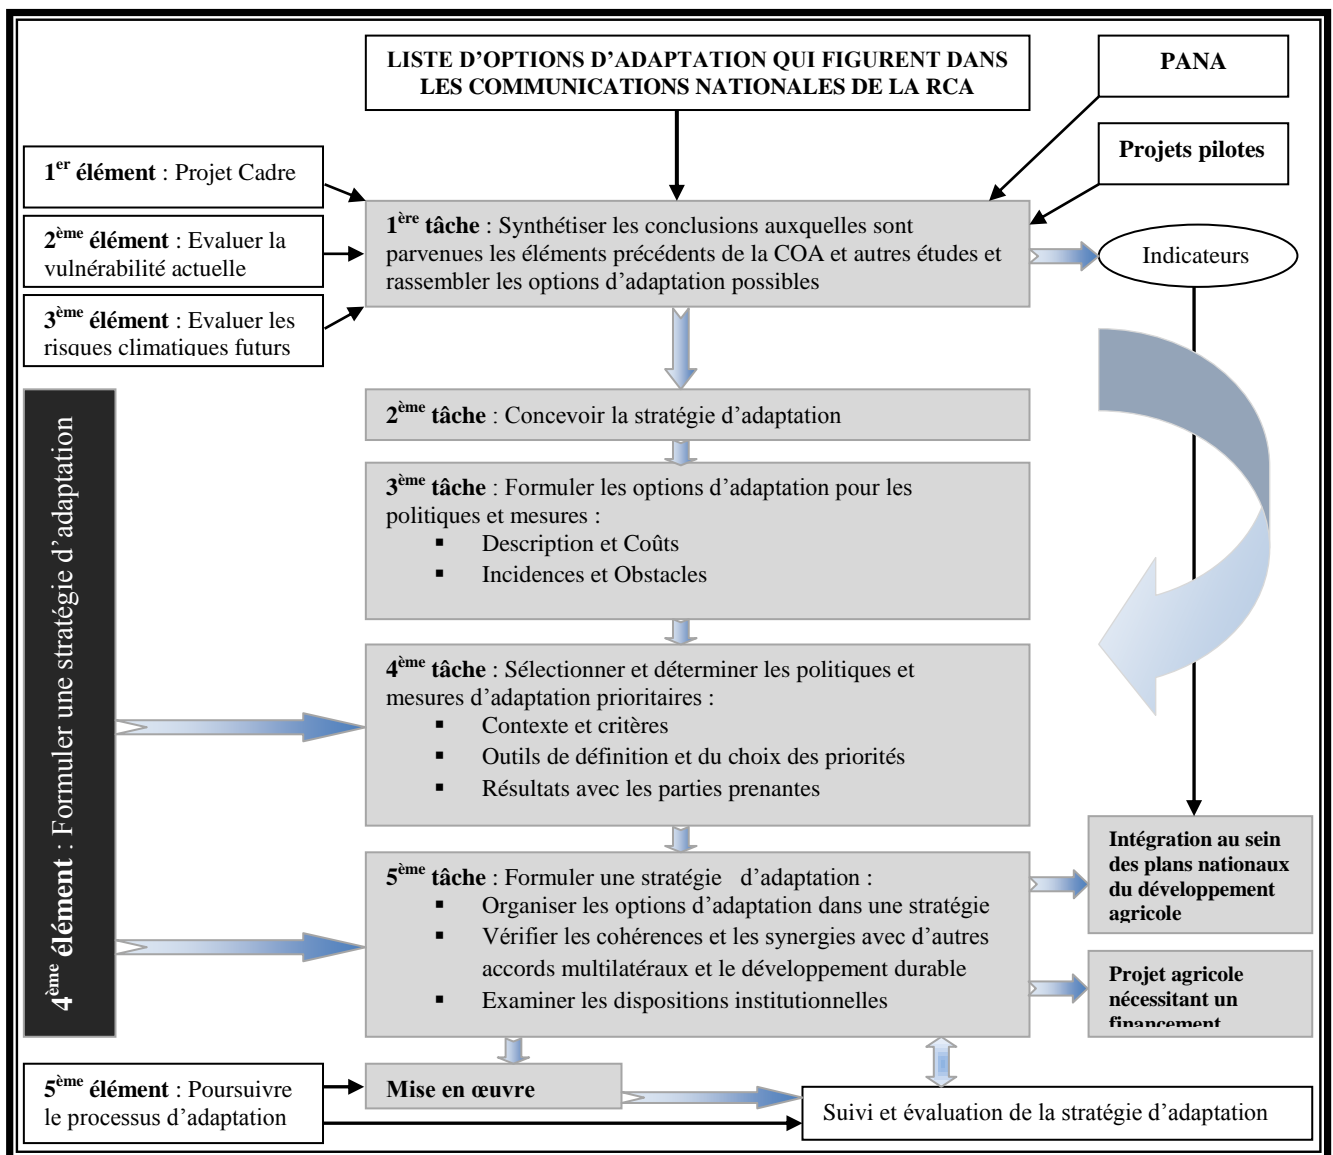 LISTE D’OPTIONS D’ADAPTATION QUI FIGURENT DANS
LES COMMUNICATIONS NATIONALES DE LA RCA
PANA
Projets pilotes
1er élément : Projet Cadre
2ème élément : Evaluer la
vulnérabilité actuelle
3ème élément : Evaluer les
risques climatiques futurs
1ère tâche : Synthétiser les conclusions auxquelles sont
parvenues les éléments précédents de la COA et autres études et
rassembler les options d’adaptation possibles
Indicateurs
4ème élément : Formuler une stratégie d’adaptation
2ème tâche : Concevoir la stratégie d’adaptation
3ème tâche : Formuler les options d’adaptation pour les
politiques et mesures :
▪ Description et Coûts
▪ Incidences et Obstacles
4ème tâche : Sélectionner et déterminer les politiques et
mesures d’adaptation prioritaires :
▪ Contexte et critères
▪ Outils de définition et du choix des priorités
▪ Résultats avec les parties prenantes
5ème tâche : Formuler une stratégie d’adaptation :
▪ Organiser les options d’adaptation dans une stratégie
▪ Vérifier les cohérences et les synergies avec d’autres
accords multilatéraux et le développement durable
▪ Examiner les dispositions institutionnelles
Intégration au sein
des plans nationaux
du développement
agricole
Projet agricole
nécessitant un
financement
5ème élément : Poursuivre
le processus d’adaptation
Mise en œuvre
Suivi et évaluation de la stratégie d’adaptation